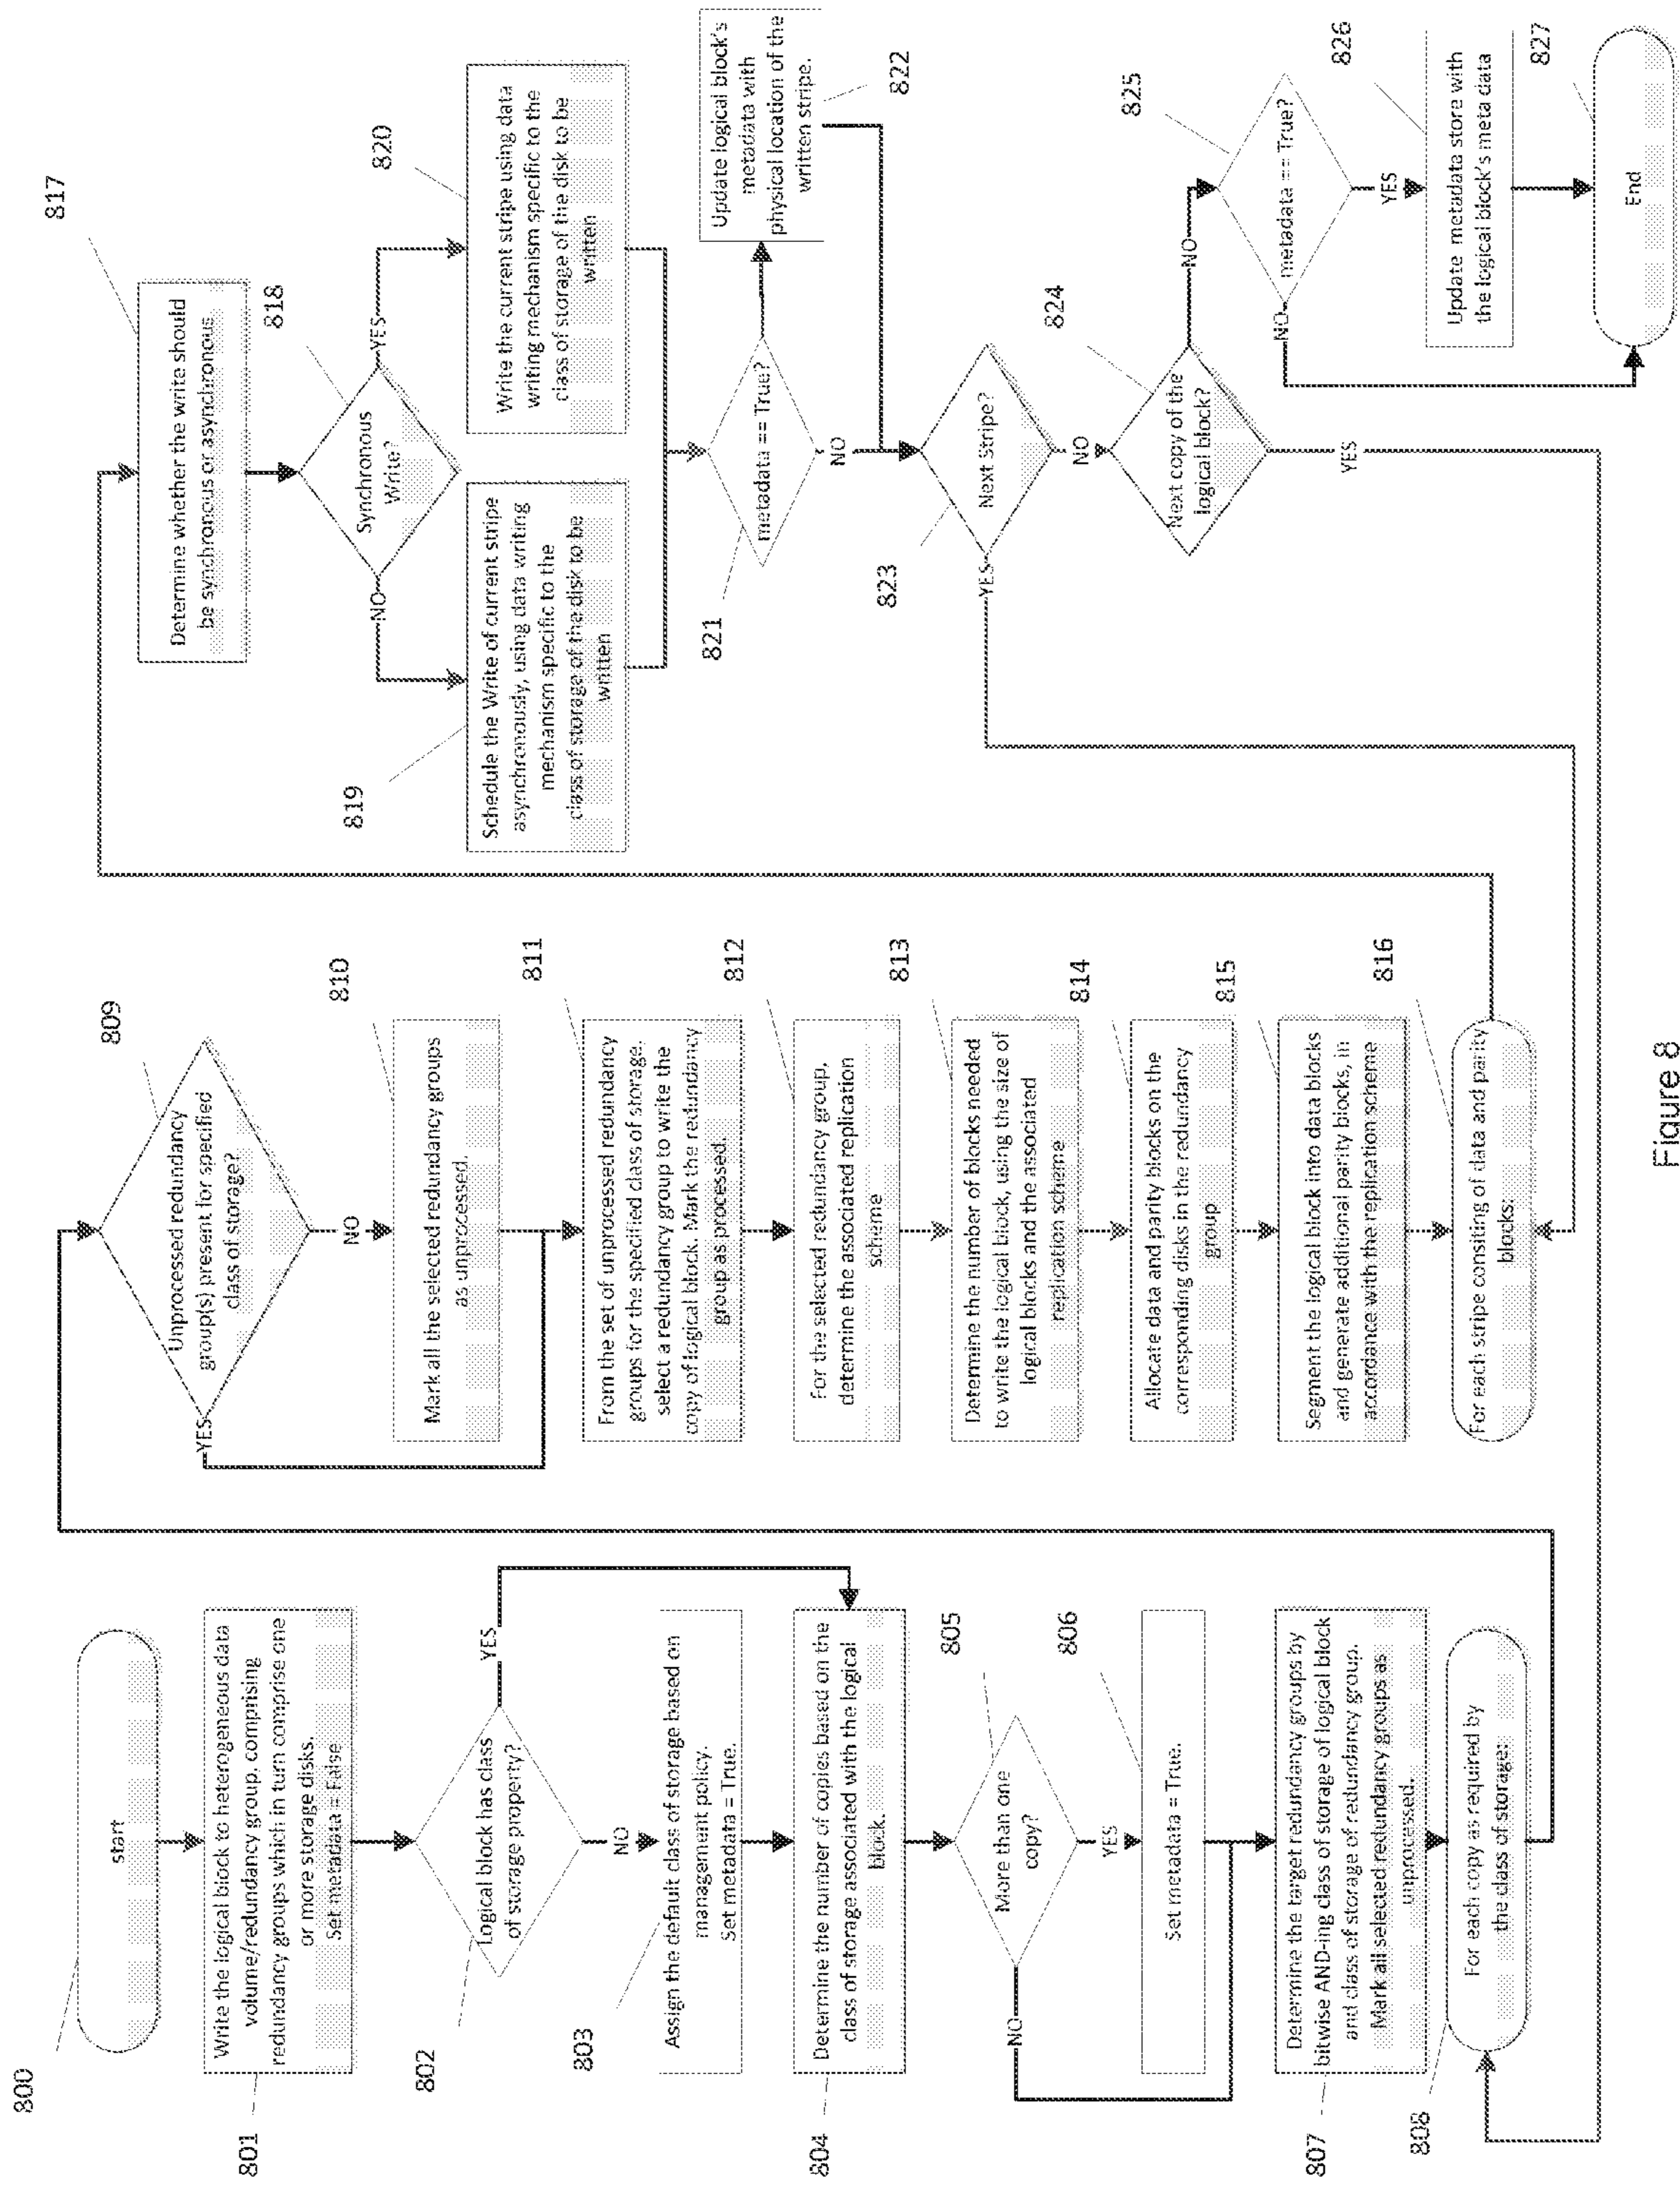 800
start
801
Write the logical block to heterogeneous data
volume/redundancy group, comprising
redundancy groups which in turn comprise one
or more storage disks.
Set metadata = False
802
Logical block has class
of storage property?
YES
NO
803
Assign the default class of storage based on
management policy.
Set metadata = True.
804
Determine the number of copies based on the
class of storage associated with the logical
block.
805
More than one
copy?
NO
YES
806
Set metadata = True.
807
Determine the target redundancy groups by
bitwise AND-ing class of storage of logical block
and class of storage of redundancy group.
Mark all selected redundancy groups as
unprocessed.
808
For each copy as required by
the class of storage:
809
Unprocessed redundancy
group(s) present for specified
class of storage?
YES
NO
810
Mark all the selected redundancy groups
as unprocessed.
811
From the set of unprocessed redundancy
groups for the specified class of storage,
select a redundancy group to write the
copy of logical block. Mark the redundancy
group as processed.
812
For the selected redundancy group,
determine the associated replication
scheme
813
Determine the number of blocks needed
to write the logical block, using the size of
logical blocks and the associated
replication scheme
814
Allocate data and parity blocks on the
corresponding disks in the redundancy
group
815
Segment the logical block into data blocks
and generate additional parity blocks, in
accordance with the replication scheme
816
For each stripe consiting of data and parity
blocks:
817
Determine whether the write should
be synchronous or asynchronous
818
Synchronous
Write?
NO
YES
819
Schedule the Write of current stripe
asynchronously, using data writing
mechanism specific to the
class of storage of the disk to be
written
820
Write the current stripe using data
writing mechanism specific to the
class of storage of the disk to be
written
821
metadata == True?
NO
822
Update logical block's
metadata with
physical location of the
written stripe.
823
Next Stripe?
YES
NO
824
Next copy of the
logical block?
NO
YES
825
metadata == True?
NO
YES
826
Update metadata store with
the logical block's meta data
827
End
Figure 8